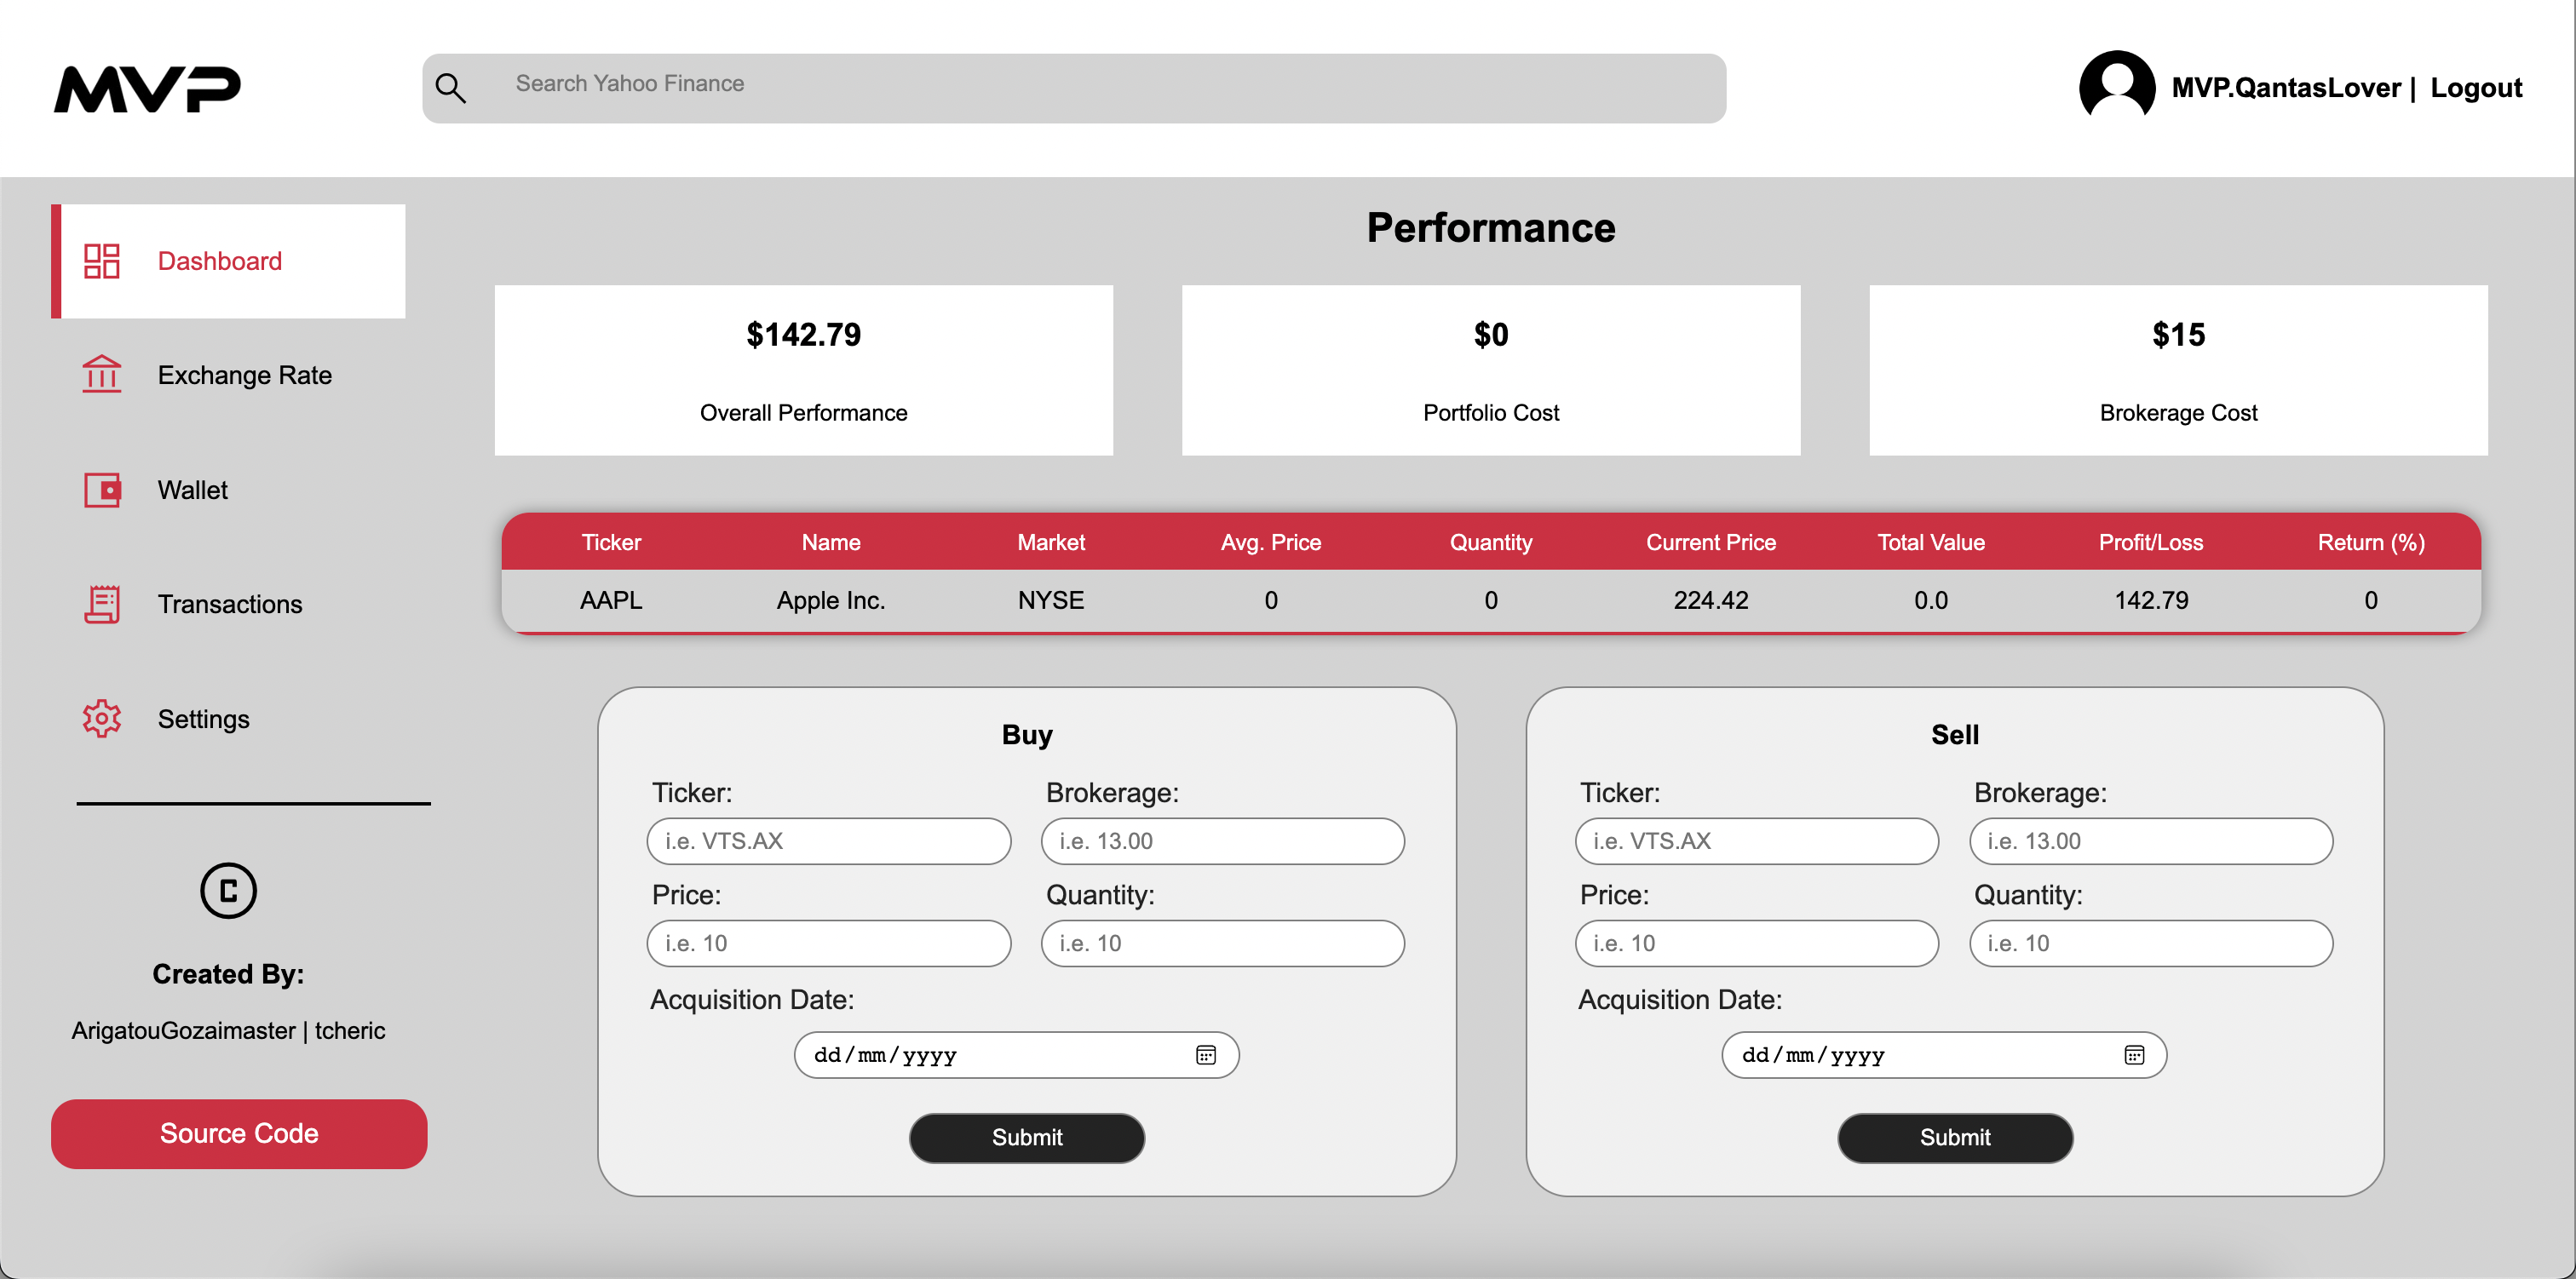 MVP
Search Yahoo Finance
MVP.QantasLover | Logout
Dashboard
Exchange Rate
Wallet
Transactions
Settings
C
Created By:
ArigatouGozaimaster | tcheric
Source Code
Performance
$142.79 $0 $15
Overall Performance Portfolio Cost Brokerage Cost
Ticker Name Market Avg. Price Quantity Current Price Total Value Profit/Loss Return (%)
AAPL Apple Inc. NYSE 0 0 224.42 0.0 142.79 0
Buy
Ticker: Brokerage:
i.e. VTS.AX i.e. 13.00
Price: Quantity:
i.e. 10 i.e. 10
Acquisition Date:
dd/mm/yyyy
Submit
Sell
Ticker: Brokerage:
i.e. VTS.AX i.e. 13.00
Price: Quantity:
i.e. 10 i.e. 10
Acquisition Date:
dd/mm/yyyy
Submit